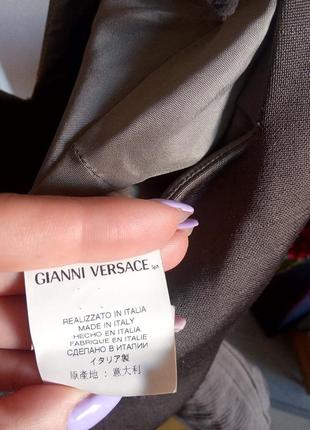 GIANNI VERSACE SpA
REALIZZATO IN ITALIA
MADE IN ITALY
HECHO EN ITALIA
FABRIQUE EN ITALIE
СДЕЛАНО В ИТАЛИИ
イタリア製
原產地：意大利